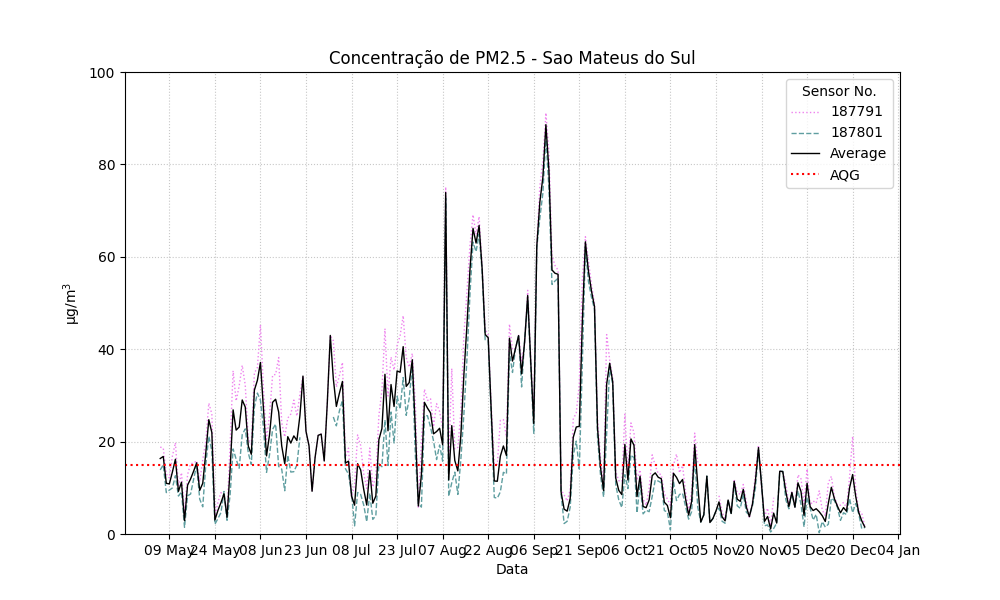 Concentração de PM2.5 - Sao Mateus do Sul
100
80
60
40
20
0
µg/m³
Sensor No.
187791
187801
Average
AQG
09 May 24 May 08 Jun 23 Jun 08 Jul 23 Jul 07 Aug 22 Aug 06 Sep 21 Sep 06 Oct 21 Oct 05 Nov 20 Nov 05 Dec 20 Dec 04 Jan
Data